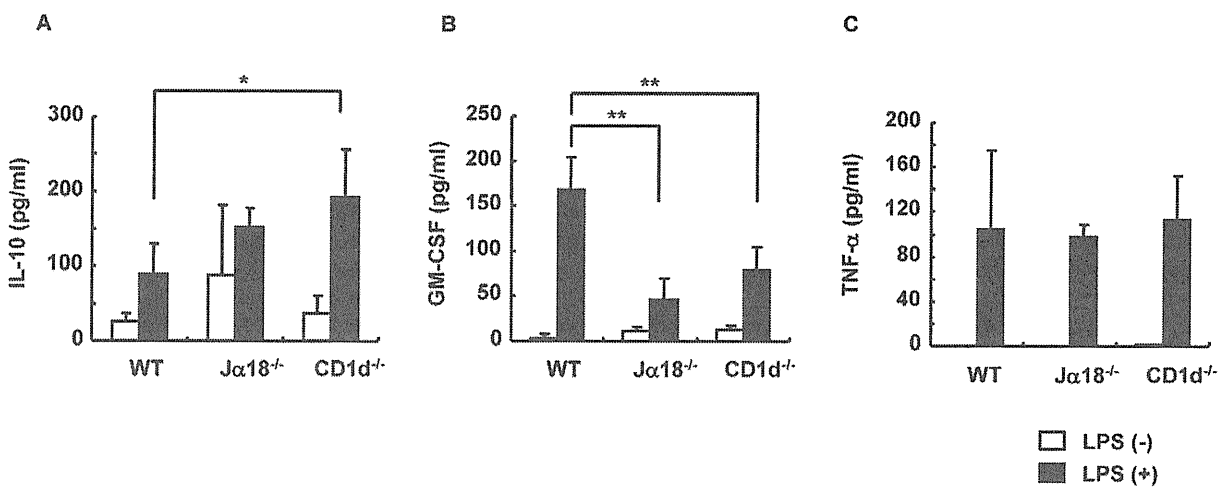 A
B
C
*
**
**
IL-10 (pg/ml)
300
200
100
0
WT
Jα18-/-
CD1d-/-
GM-CSF (pg/ml)
250
200
150
100
50
0
WT
Jα18-/-
CD1d-/-
TNF-α (pg/ml)
200
160
120
80
40
0
WT
Jα18-/-
CD1d-/-
LPS (-)
LPS (+)